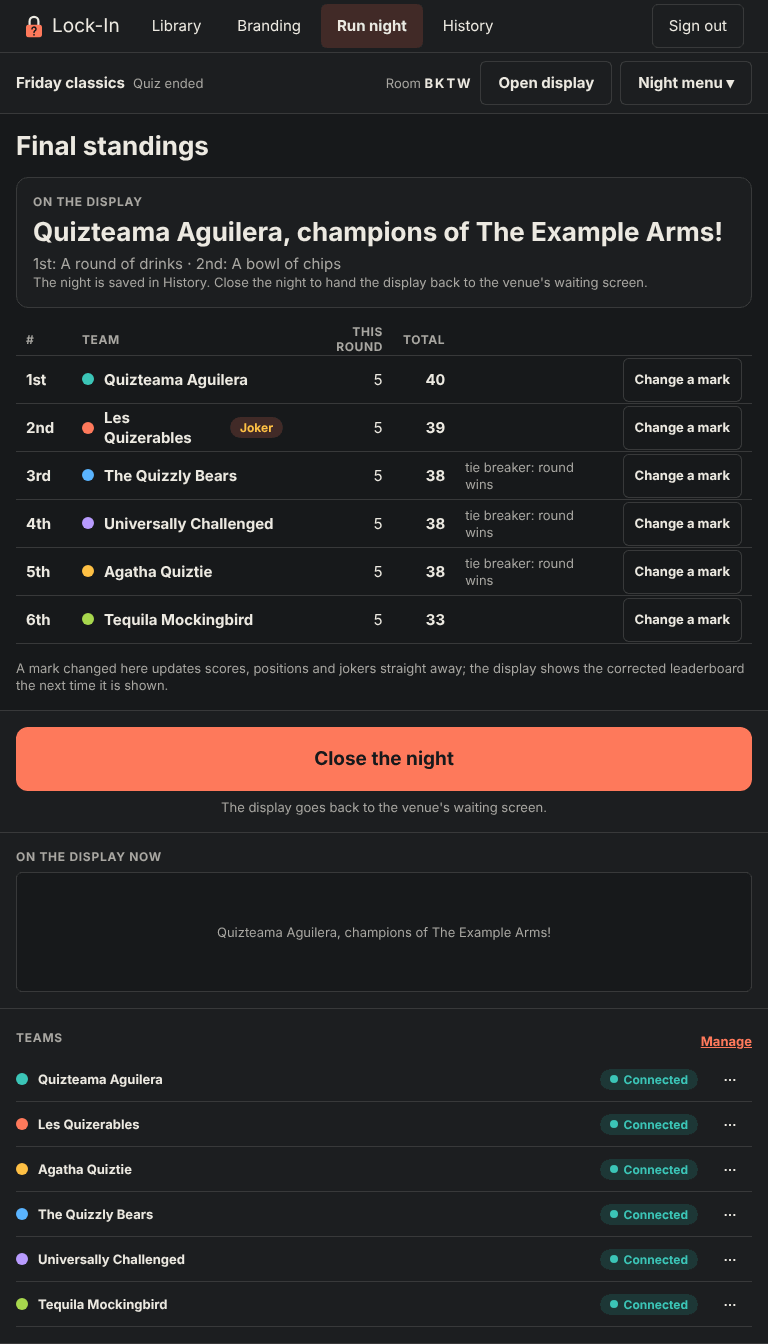 Lock-In
Library
Branding
Run night
History
Sign out
Friday classics Quiz ended
Room BKTW
Open display
Night menu ▾
Final standings
ON THE DISPLAY
Quizteama Aguilera, champions of The Example Arms!
1st: A round of drinks · 2nd: A bowl of chips
The night is saved in History. Close the night to hand the display back to the venue's waiting screen.
# TEAM THIS ROUND TOTAL
1st Quizteama Aguilera 5 40 Change a mark
2nd Les Quizerables Joker 5 39 Change a mark
3rd The Quizzly Bears 5 38 tie breaker: round wins Change a mark
4th Universally Challenged 5 38 tie breaker: round wins Change a mark
5th Agatha Quiztie 5 38 tie breaker: round wins Change a mark
6th Tequila Mockingbird 5 33 Change a mark
A mark changed here updates scores, positions and jokers straight away; the display shows the corrected leaderboard
the next time it is shown.
Close the night
The display goes back to the venue's waiting screen.
ON THE DISPLAY NOW
Quizteama Aguilera, champions of The Example Arms!
TEAMS
Manage
Quizteama Aguilera Connected ...
Les Quizerables Connected ...
Agatha Quiztie Connected ...
The Quizzly Bears Connected ...
Universally Challenged Connected ...
Tequila Mockingbird Connected ...